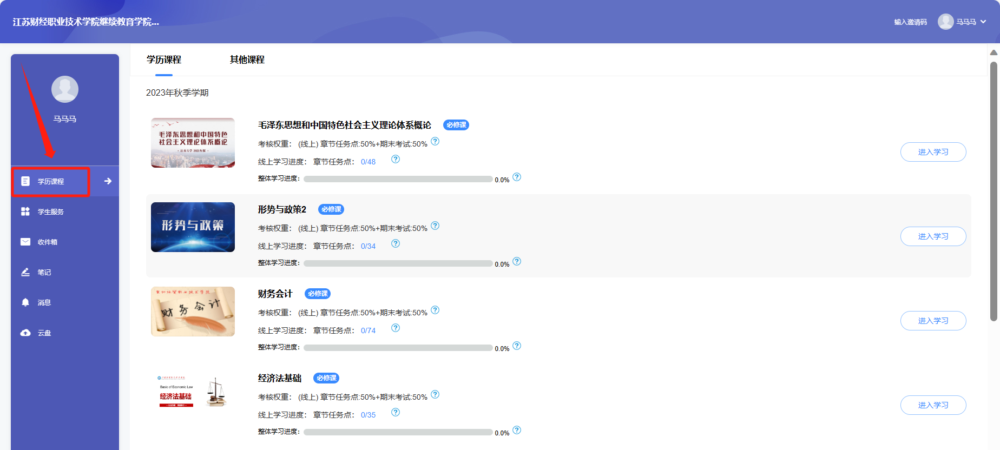 江苏财经职业技术学院继续教育学院...
输入邀请码
马马马
马马马
学历课程
学生服务
收件箱
笔记
消息
云盘
学历课程
其他课程
2023年秋季学期
毛泽东思想和中国特色
社会主义理论体系概论
毛泽东思想和中国特色社会主义理论体系概论
必修课
考核权重： (线上) 章节任务点:50%+期末考试:50%
线上学习进度： 章节任务点： 0/48
整体学习进度： 0.0%
进入学习
形势与政策
形势与政策2
必修课
考核权重： (线上) 章节任务点:50%+期末考试:50%
线上学习进度： 章节任务点： 0/34
整体学习进度： 0.0%
进入学习
财务会计
财务会计
必修课
考核权重： (线上) 章节任务点:50%+期末考试:50%
线上学习进度： 章节任务点： 0/74
整体学习进度： 0.0%
进入学习
Basic of Economic Law
经济法基础
经济法基础
必修课
考核权重： (线上) 章节任务点:50%+期末考试:50%
线上学习进度： 章节任务点： 0/35
整体学习进度： 0.0%
进入学习